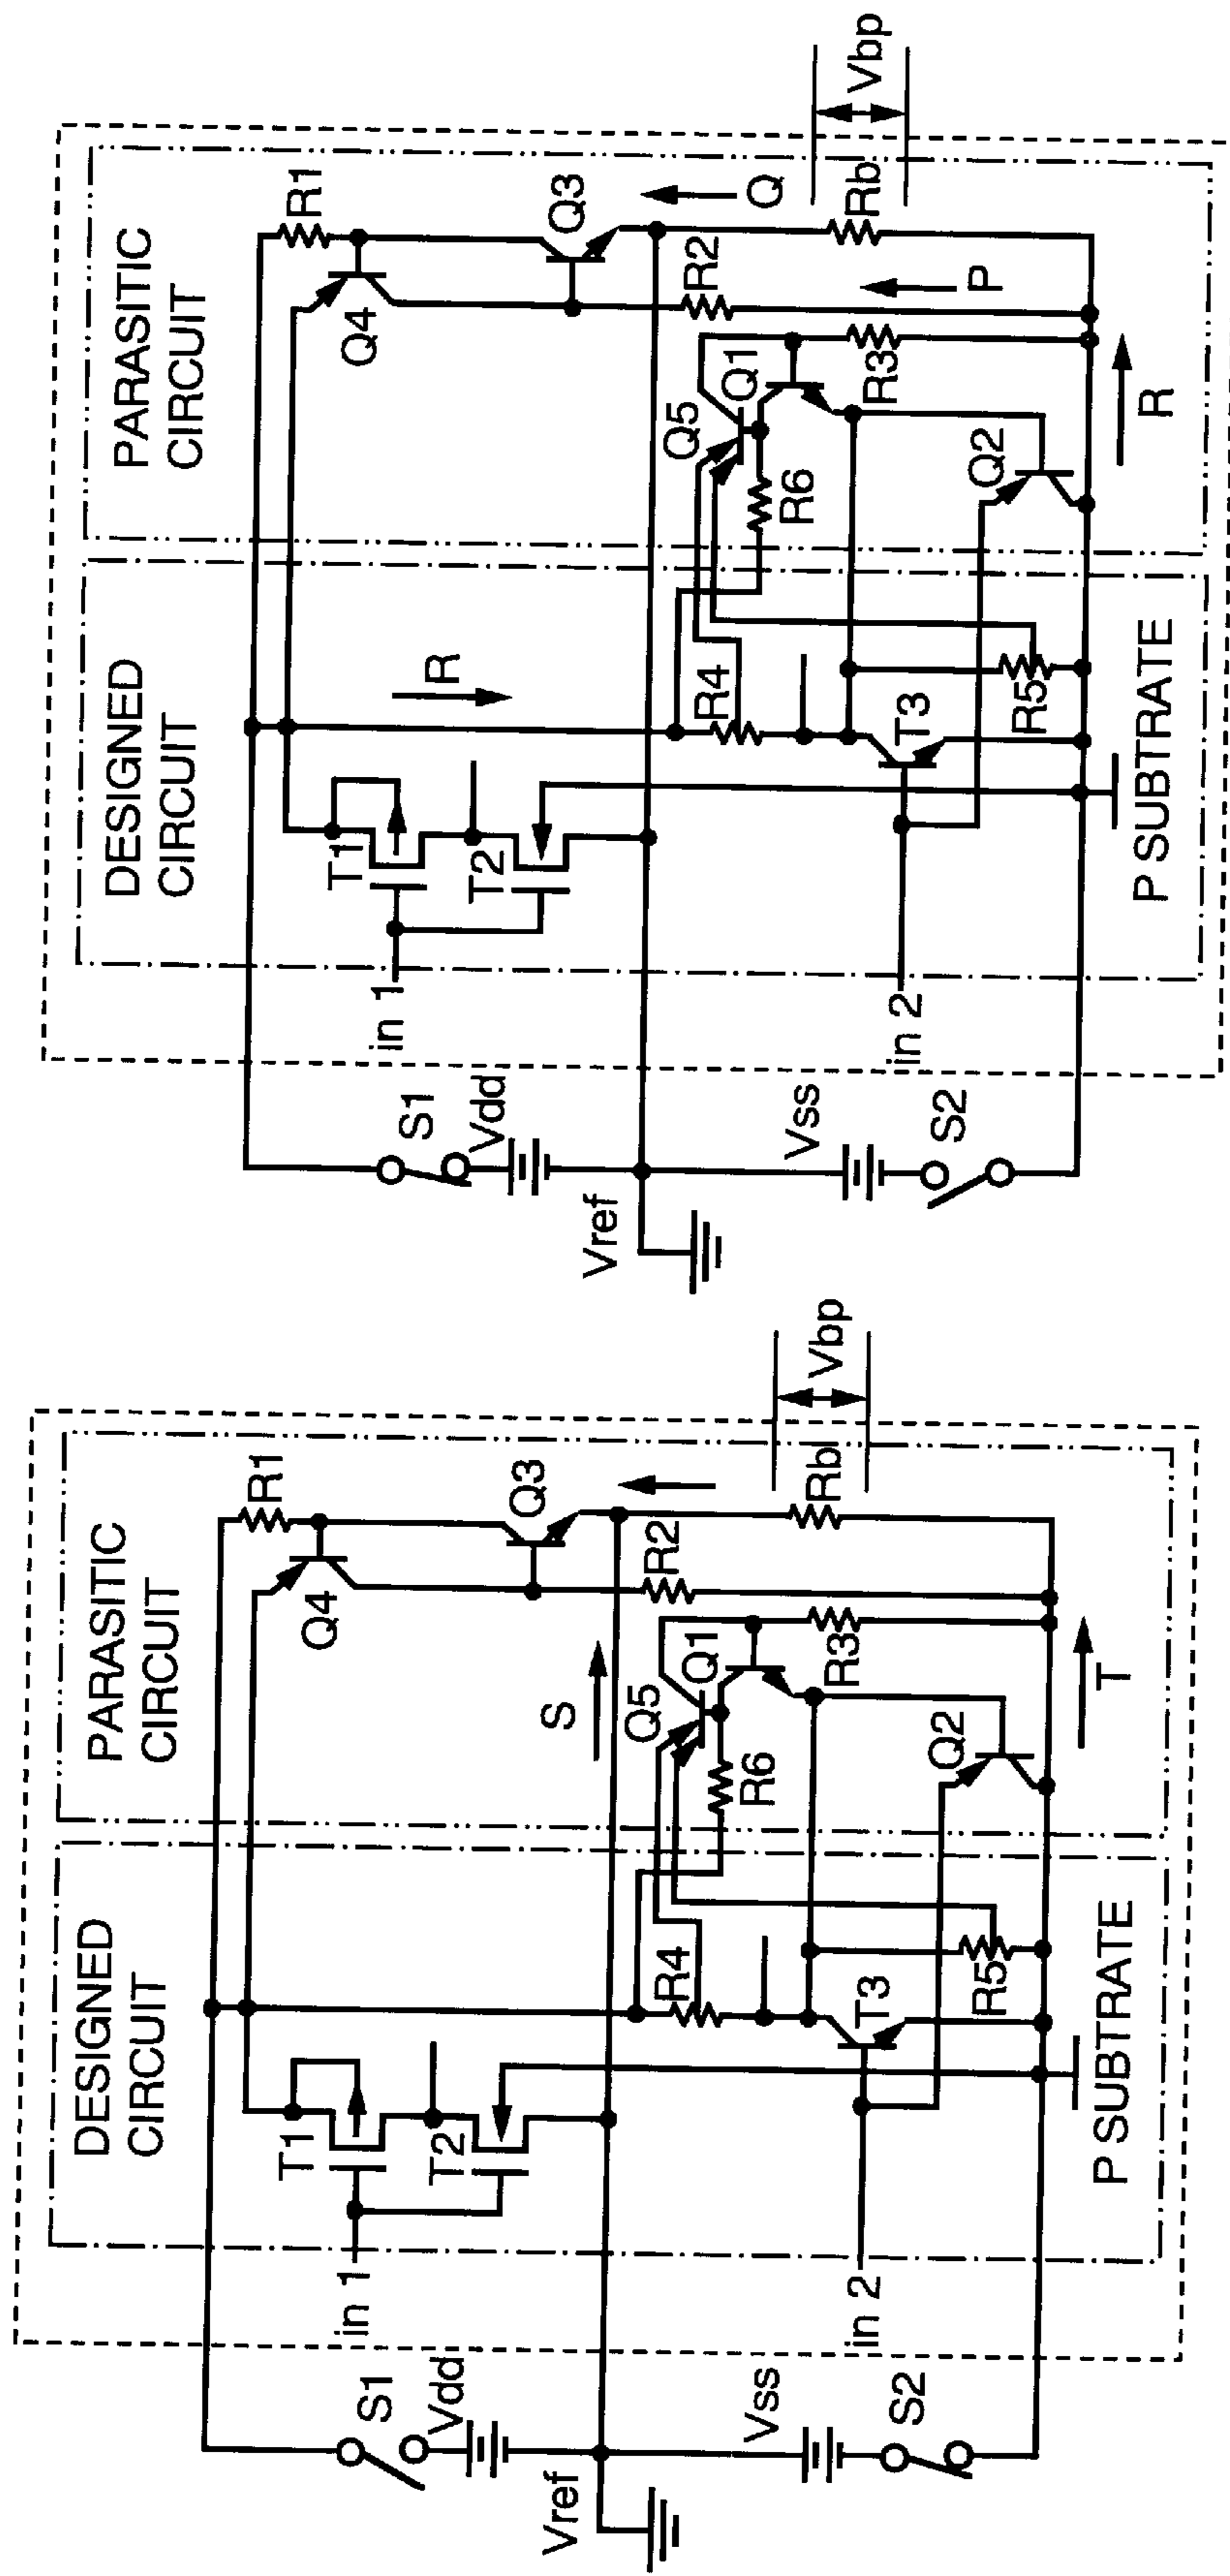 DESIGNED
CIRCUIT
PARASITIC
CIRCUIT
S1
Vdd
Vref
Vss
S2
in 1
in 2
T1
T2
T3
R4
R5
P SUBTRATE
S
T
Q4
R1
Q3
R2
Rb
Vbp
Q5
Q1
R3
R6
Q2
DESIGNED
CIRCUIT
PARASITIC
CIRCUIT
S1
Vdd
Vref
Vss
S2
in 1
in 2
T1
T2
T3
R
R4
R5
P SUBTRATE
Q4
R1
Q3
Q
R2
P
Rb
Vbp
Q5
Q1
R3
R6
Q2
R